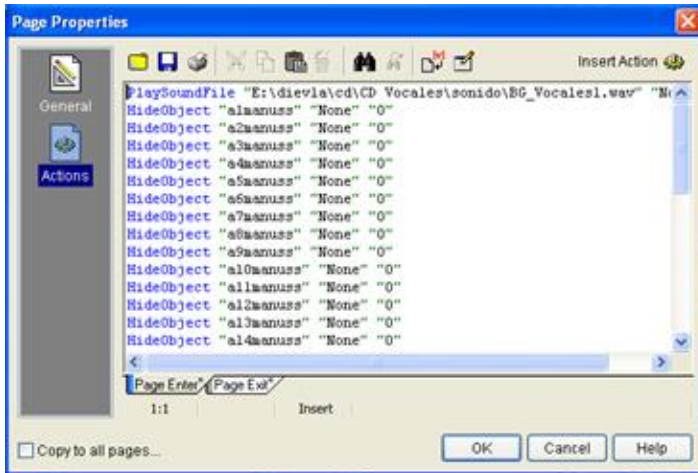 Page Properties
Insert Action
General
Actions
PlaySoundFile "E:\dievla\cd\CD Vocales\sonido\BG_Vocales1.wav" "No
HideObject "a1manuss" "None" "0"
HideObject "a2manuss" "None" "0"
HideObject "a3manuss" "None" "0"
HideObject "a4manuss" "None" "0"
HideObject "a5manuss" "None" "0"
HideObject "a6manuss" "None" "0"
HideObject "a7manuss" "None" "0"
HideObject "a8manuss" "None" "0"
HideObject "a9manuss" "None" "0"
HideObject "a10manuss" "None" "0"
HideObject "a11manuss" "None" "0"
HideObject "a12manuss" "None" "0"
HideObject "a13manuss" "None" "0"
HideObject "a14manuss" "None" "0"
Page Enter* Page Exit*
1:1 Insert
Copy to all pages... OK Cancel Help